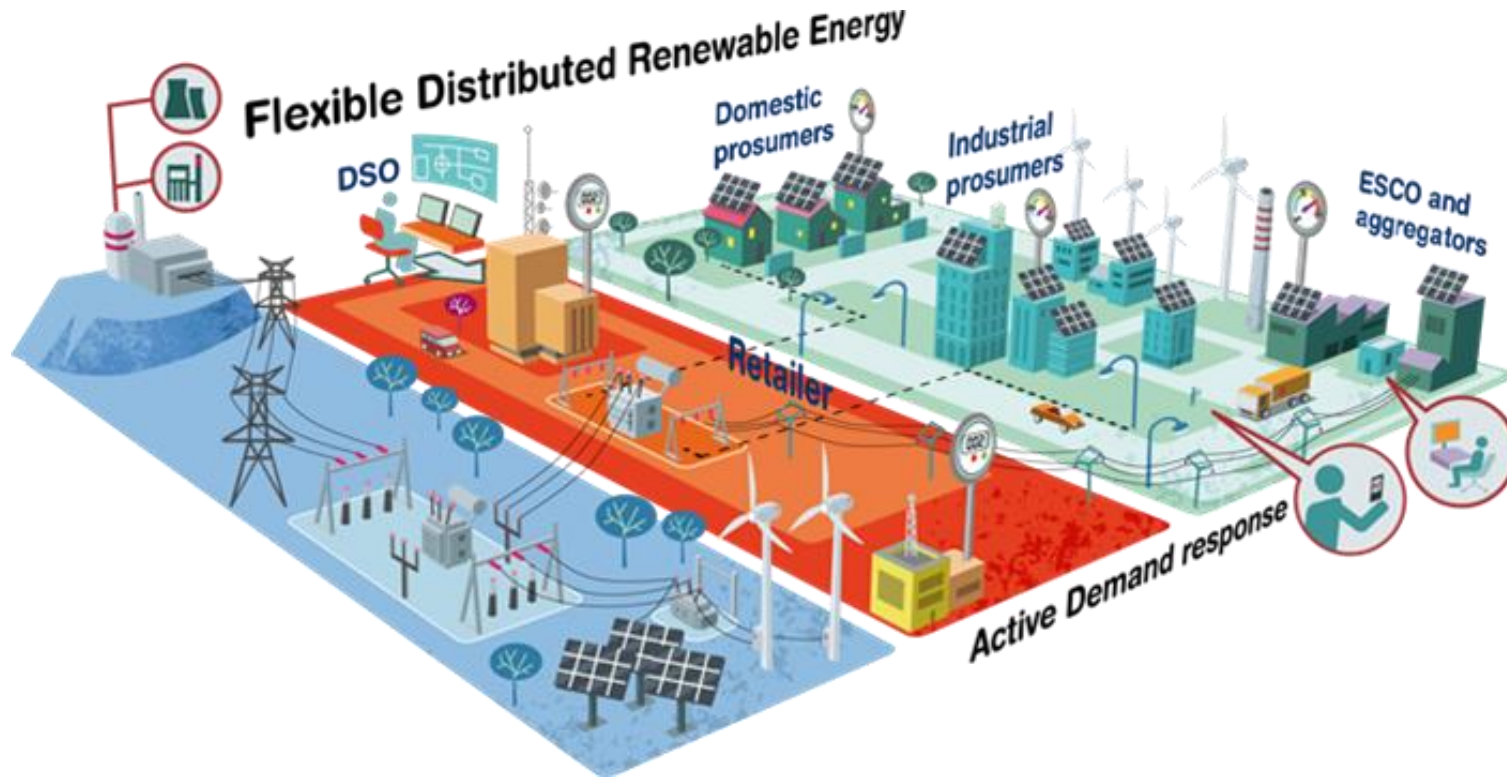 Flexible Distributed Renewable Energy
DSO
Domestic
prosumers
Industrial
prosumers
ESCO and
aggregators
Retailer
Active Demand response